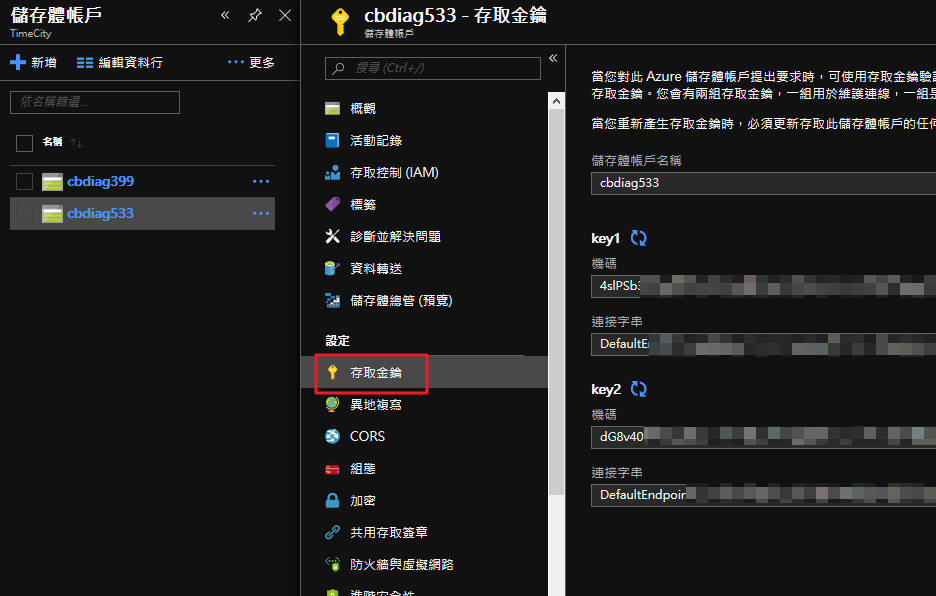 儲存體帳戶
TimeCity
新增
編輯資料行
更多
依名稱篩選...
名稱
cbdiag399
cbdiag533
cbdiag533 - 存取金鑰
儲存體帳戶
搜尋 (Ctrl+/)
概觀
活動記錄
存取控制 (IAM)
標籤
診斷並解決問題
資料轉送
儲存體總管 (預覽)
設定
存取金鑰
異地複寫
CORS
組態
加密
共用存取簽章
防火牆與虛擬網路
進階安全性
當您對此 Azure 儲存體帳戶提出要求時，可使用存取金鑰驗
存取金鑰。您會有兩組存取金鑰，一組用於維護連線，一組是
當您重新產生存取金鑰時，必須更新存取此儲存體帳戶的任何
儲存體帳戶名稱
cbdiag533
key1
機碼
4slPSb
連接字串
DefaultE
key2
機碼
dG8v40
連接字串
DefaultEndpoin